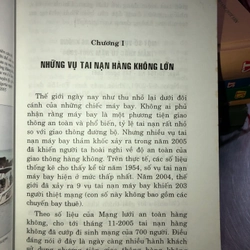 Chương I
NHỮNG VỤ TAI NẠN HÀNG KHÔNG LỚN
Thế giới ngày nay như thu nhỏ lại dưới đôi
cánh của những chiếc máy bay. Không ai phủ
nhận rằng máy bay là một phương tiện giao
thông an toàn và phổ biến, tỷ lệ tai nạn rất nhỏ
so với giao thông đường bộ. Nhưng nhiều vụ tai
nạn máy bay thảm khốc xảy ra trong năm 2005
đã khiến người ta hoài nghi về độ an toàn của
giao thông hàng không. Trên thực tế, các số liệu
thống kê cho thấy kể từ năm 1954, số vụ tai nạn
máy bay hiện ở mức thấp nhất. Năm 2004, thế
giới đã xảy ra 9 vụ tai nạn máy bay khiến 203
người thiệt mạng (con số này không bao gồm các
chuyến bay thuê)
Theo số liệu của Mạng lưới an toàn hàng
không, cho tới tháng 11-2005 tai nạn hàng
không đã cướp đi sinh mạng của 700 người. Điều
đáng nói ở đây là ngày càng nhiều hành khách